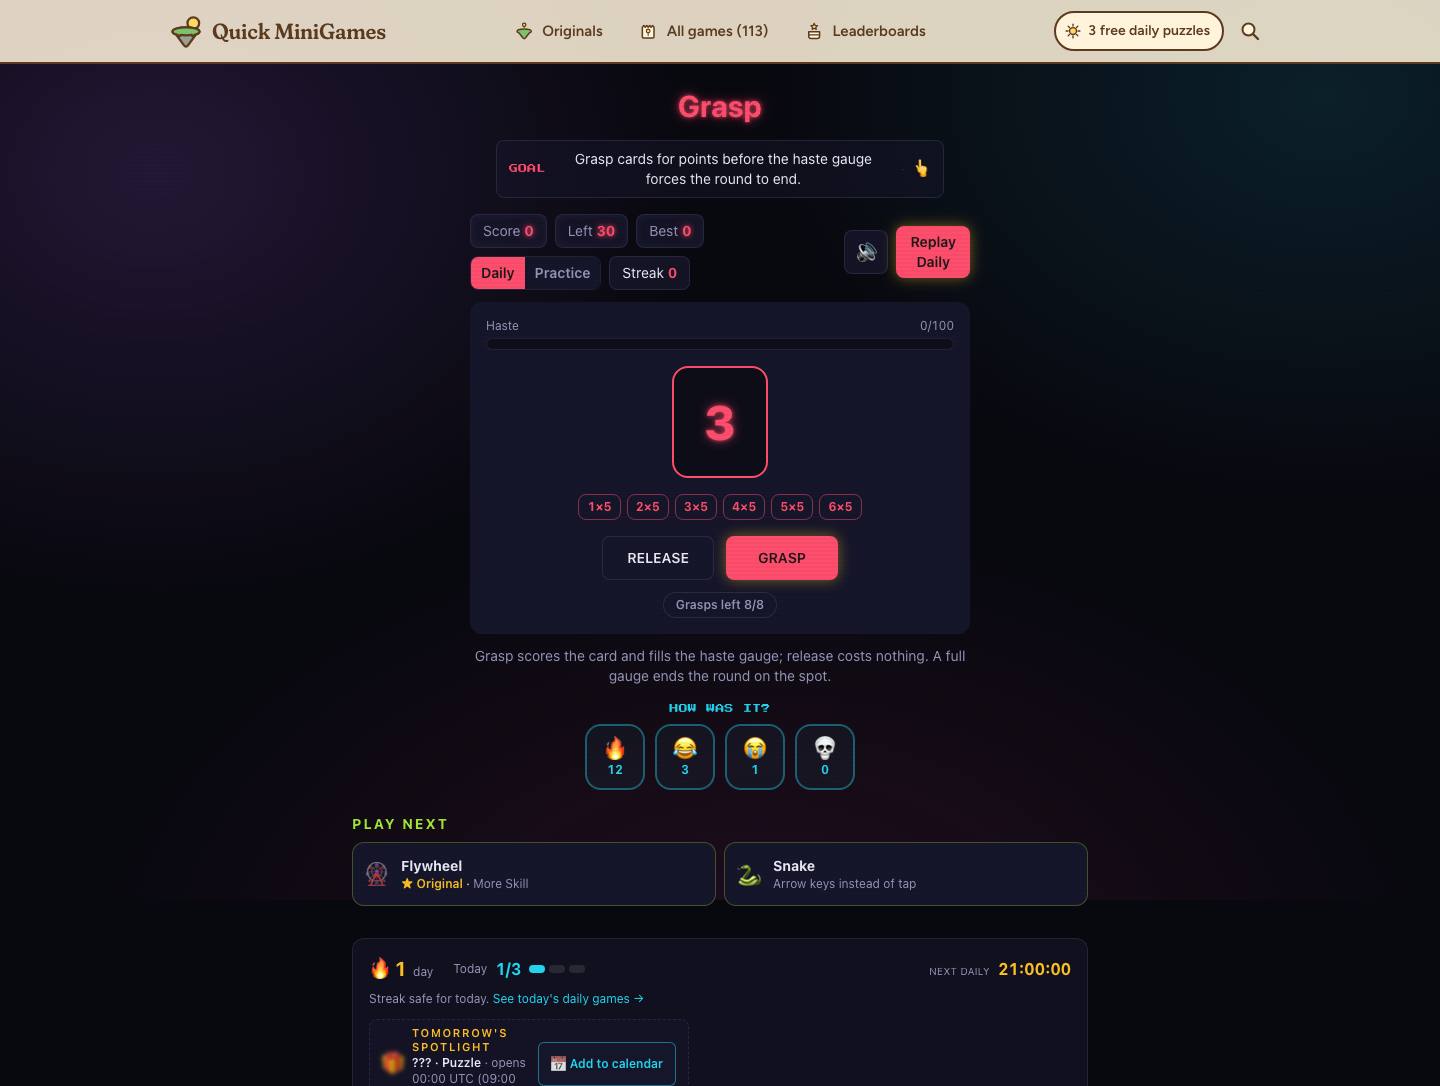 Quick MiniGames
Originals
All games (113)
Leaderboards
3 free daily puzzles
Grasp
GOAL
Grasp cards for points before the haste gauge
forces the round to end.
Score 0
Left 30
Best 0
Replay
Daily
Daily
Practice
Streak 0
Haste
0/100
3
1×5
2×5
3×5
4×5
5×5
6×5
RELEASE
GRASP
Grasps left 8/8
Grasp scores the card and fills the haste gauge; release costs nothing. A full
gauge ends the round on the spot.
HOW WAS IT?
12
3
1
0
PLAY NEXT
Flywheel
Original · More Skill
Snake
Arrow keys instead of tap
1 day
Today 1/3
NEXT DAILY 21:00:00
Streak safe for today. See today's daily games →
TOMORROW'S
SPOTLIGHT
??? · Puzzle · opens
00:00 UTC (09:00
Add to calendar